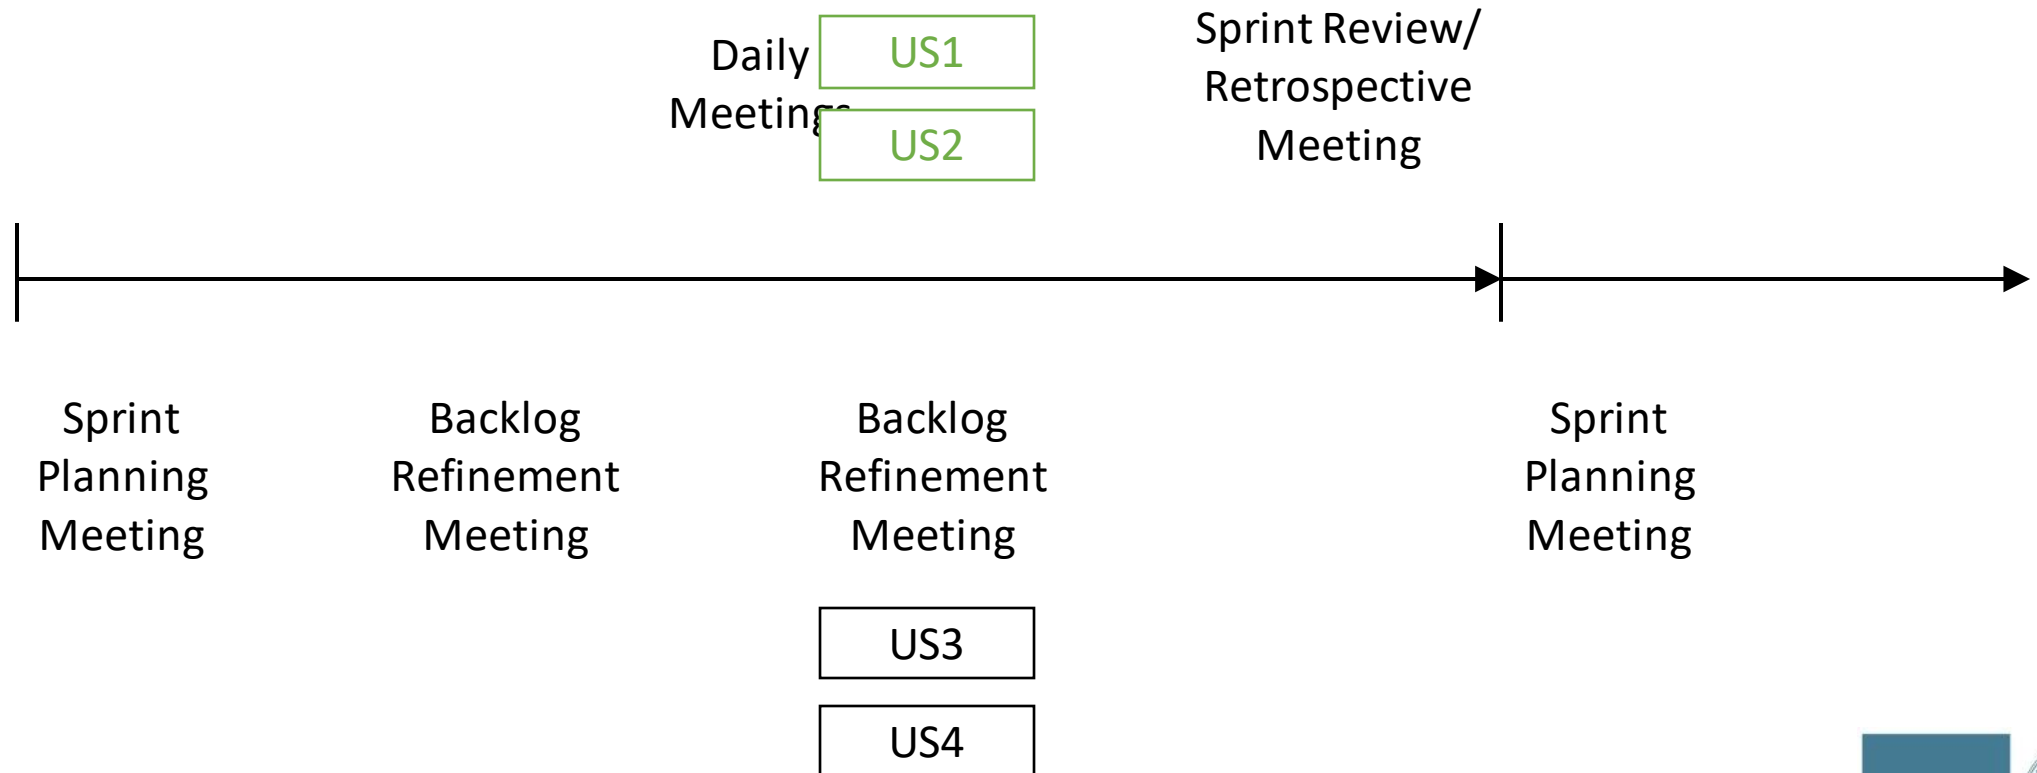 Daily
Meetings
US1
US2
Sprint Review/
Retrospective
Meeting
Sprint
Planning
Meeting
Backlog
Refinement
Meeting
Backlog
Refinement
Meeting
Sprint
Planning
Meeting
US3
US4